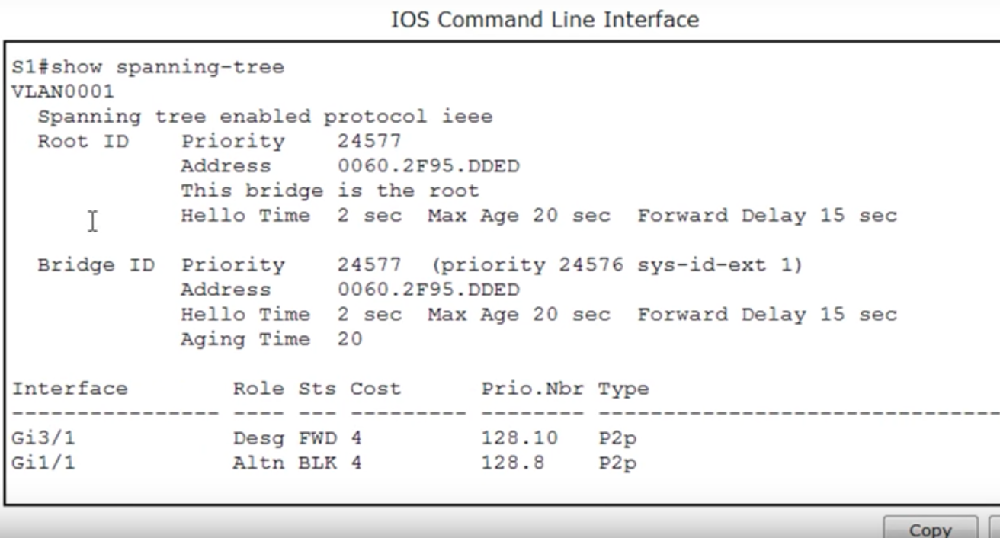 IOS Command Line Interface
S1#show spanning-tree
VLAN0001
  Spanning tree enabled protocol ieee
  Root ID    Priority    24577
             Address     0060.2F95.DDED
             This bridge is the root
             Hello Time  2 sec  Max Age 20 sec  Forward Delay 15 sec
  Bridge ID  Priority    24577  (priority 24576 sys-id-ext 1)
             Address     0060.2F95.DDED
             Hello Time  2 sec  Max Age 20 sec  Forward Delay 15 sec
             Aging Time  20
Interface        Role Sts Cost      Prio.Nbr Type
---------------- ---- --- --------- -------- --------------------------------
Gi3/1            Desg FWD 4         128.10   P2p
Gi1/1            Altn BLK 4         128.8    P2p
Copy